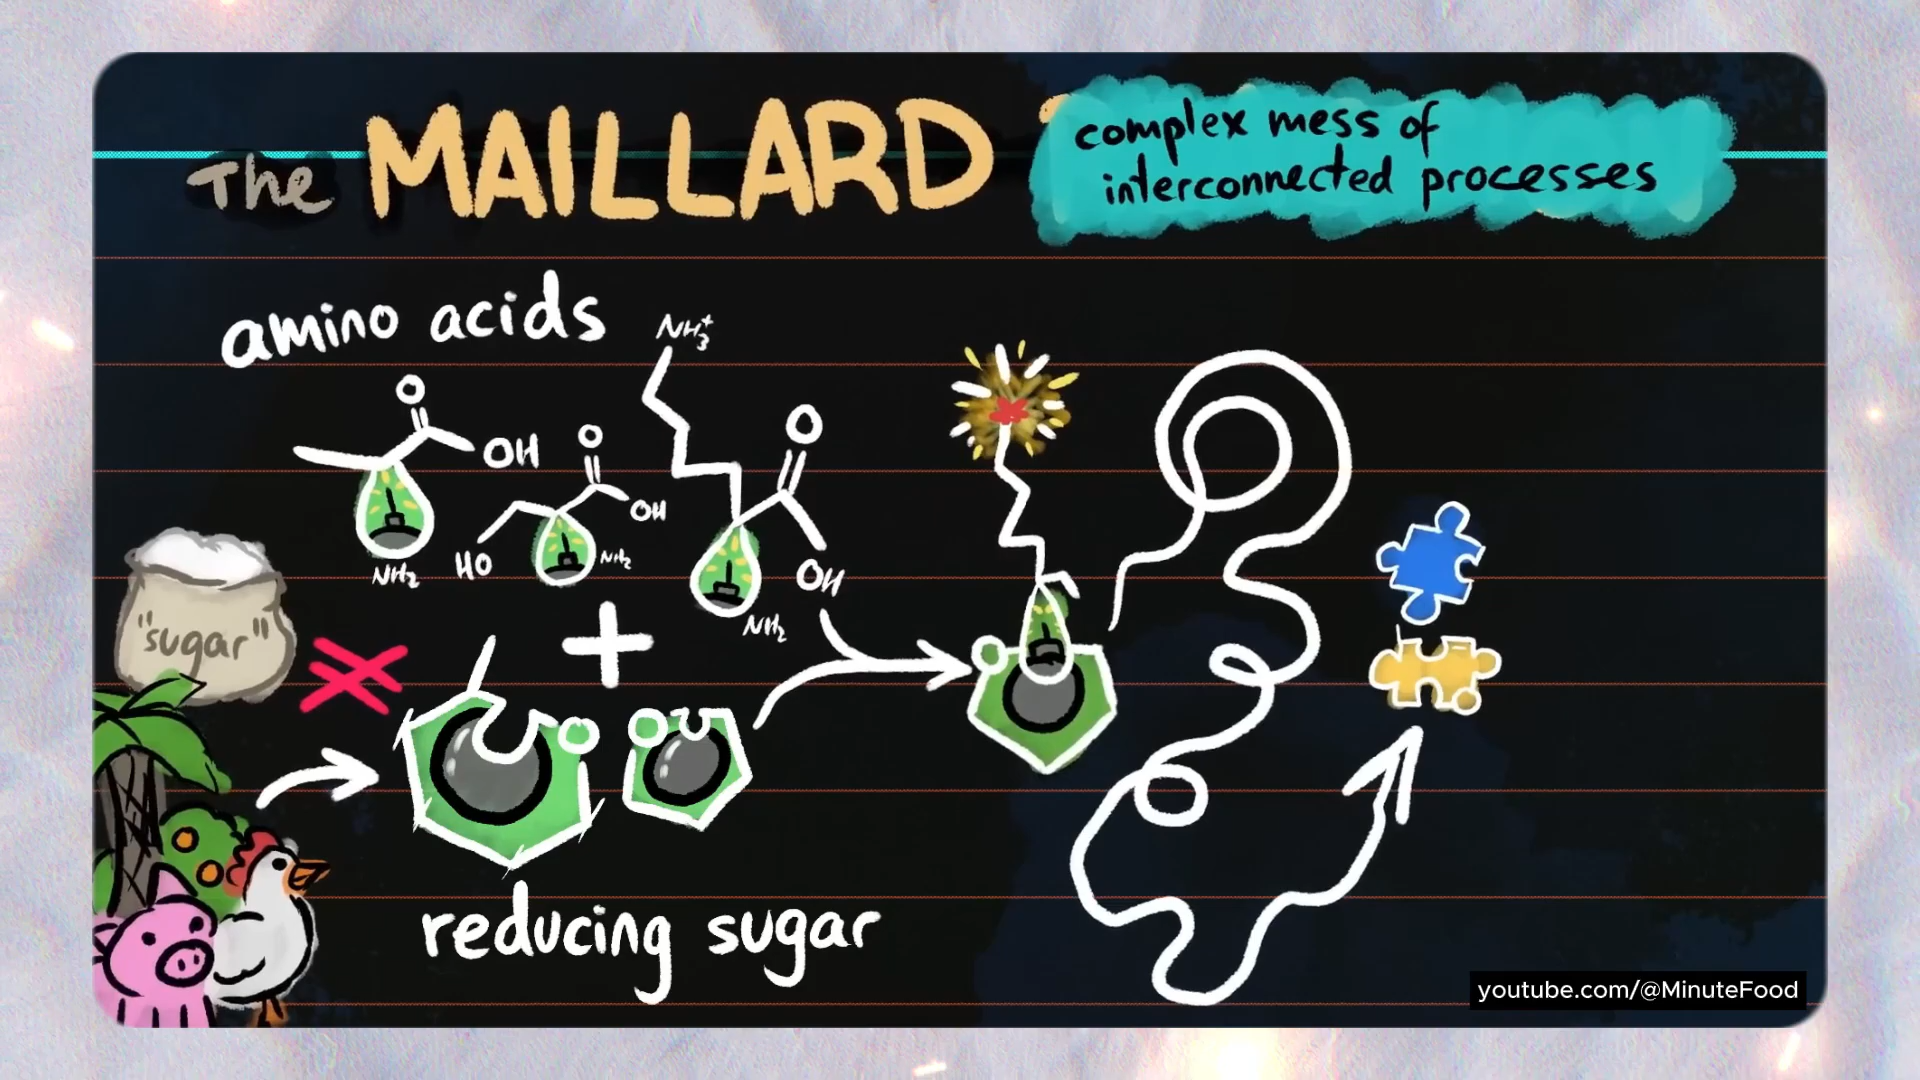 The MAILLARD
complex mess of
interconnected processes
amino acids
NH3+
O
OH
NH2
O
OH
HO
NH2
O
OH
NH2
"sugar"
+
reducing sugar
youtube.com/@MinuteFood